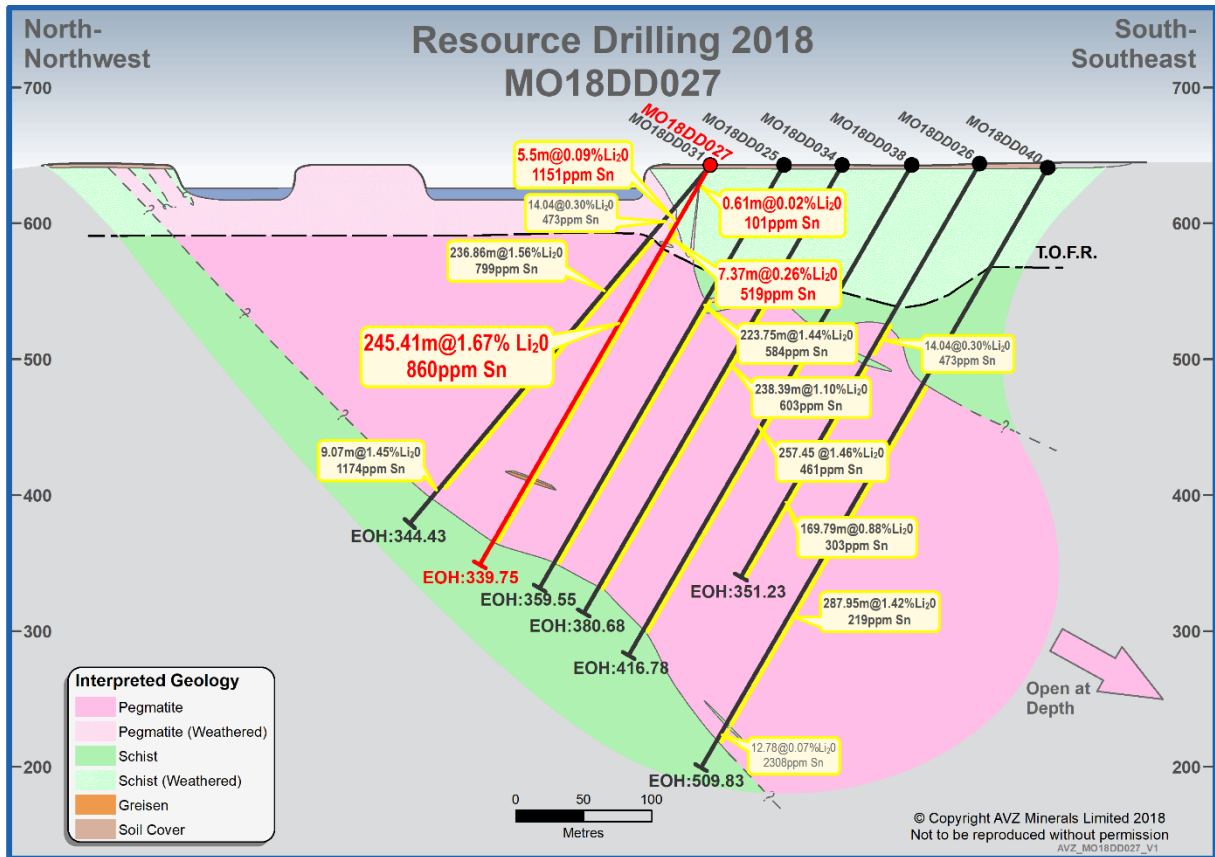 North-
Northwest
Resource Drilling 2018
MO18DD027
South-
Southeast
700
700
MO18DD031
MO18DD027
MO18DD025
MO18DD034
MO18DD038
MO18DD026
MO18DD040
5.5m@0.09%Li₂0
1151ppm Sn
14.04@0.30%Li₂0
473ppm Sn
0.61m@0.02%Li₂0
101ppm Sn
600
600
236.86m@1.56%Li₂0
799ppm Sn
T.O.F.R.
7.37m@0.26%Li₂0
519ppm Sn
245.41m@1.67% Li₂0
860ppm Sn
223.75m@1.44%Li₂0
584ppm Sn
14.04@0.30%Li₂0
473ppm Sn
500
500
238.39m@1.10%Li₂0
603ppm Sn
257.45 @1.46%Li₂0
461ppm Sn
9.07m@1.45%Li₂0
1174ppm Sn
400
400
169.79m@0.88%Li₂0
303ppm Sn
EOH:344.43
EOH:339.75
EOH:359.55
EOH:380.68
EOH:416.78
EOH:351.23
287.95m@1.42%Li₂0
219ppm Sn
300
300
?
?
?
?
?
?
Open at
Depth
12.78@0.07%Li₂0
2308ppm Sn
EOH:509.83
200
200
Interpreted Geology
Pegmatite
Pegmatite (Weathered)
Schist
Schist (Weathered)
Greisen
Soil Cover
0 50 100
Metres
© Copyright AVZ Minerals Limited 2018
Not to be reproduced without permission
AVZ_MO18DD027_V1